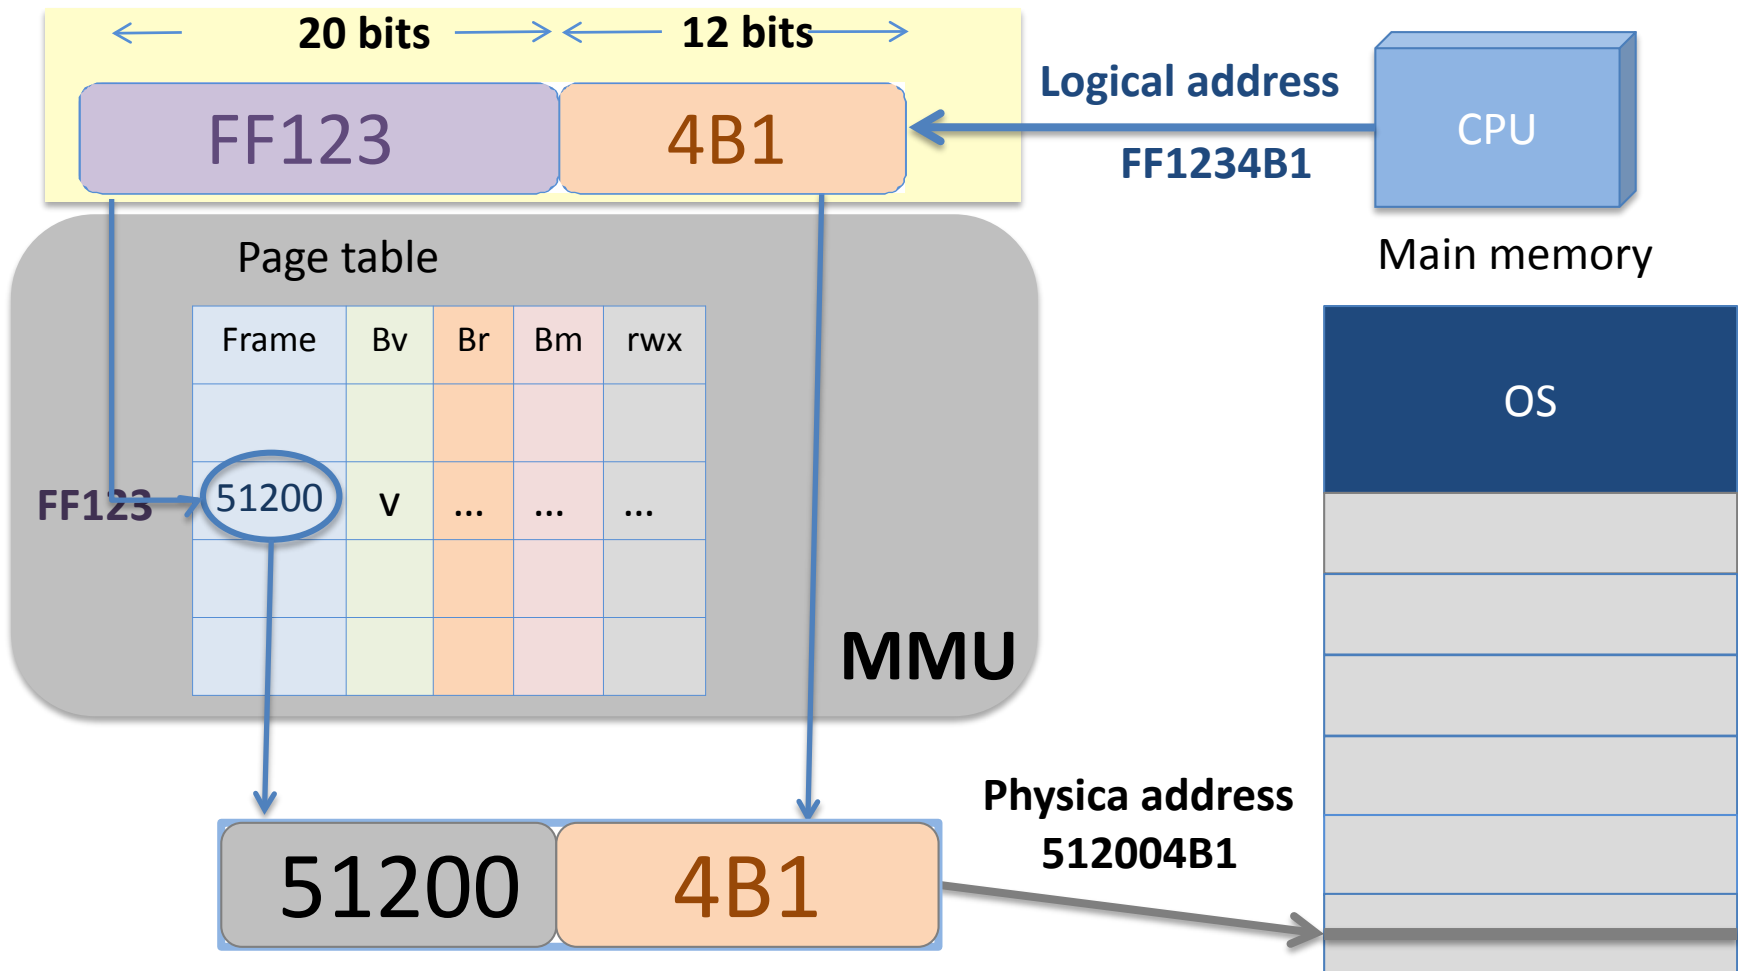 20 bits 12 bits
FF123 4B1
Logical address
FF1234B1
CPU
Page table
Frame Bv Br Bm rwx
FF123 51200 v ... ... ...
MMU
Main memory
OS
51200 4B1
Physica address
512004B1